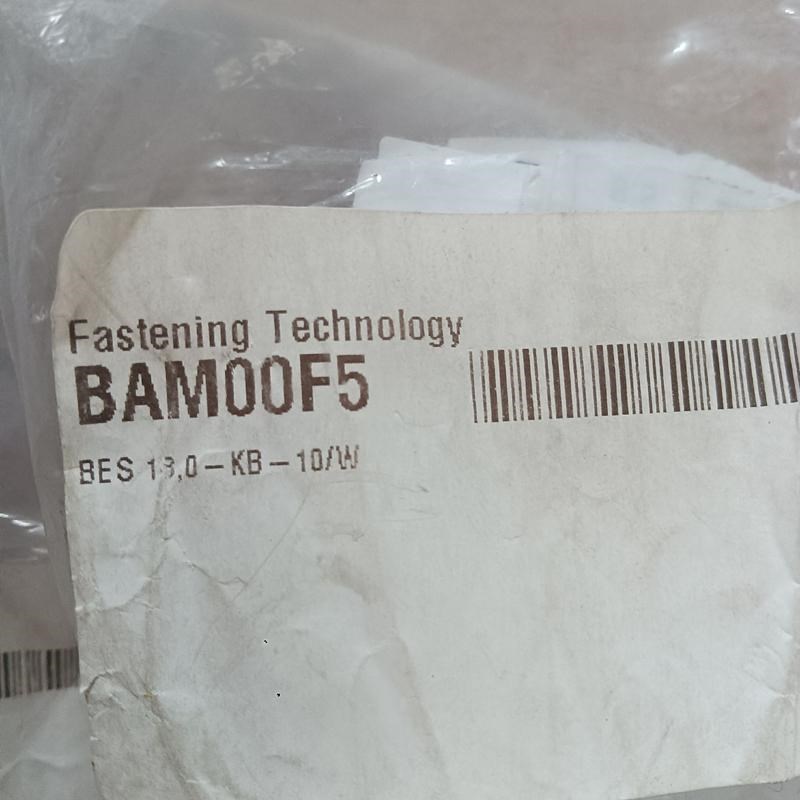 Fastening Technology
BAM00F5
BES 18,0-KB-10/W